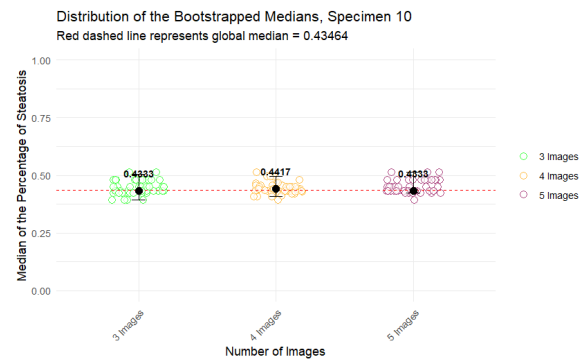 Distribution of the Bootstrapped Medians, Specimen 10
Red dashed line represents global median = 0.43464
Median of the Percentage of Steatosis
1.00
0.75
0.50
0.25
0.00
0.4333
0.4417
0.4333
3 Images
4 Images
5 Images
Number of Images
3 Images
4 Images
5 Images